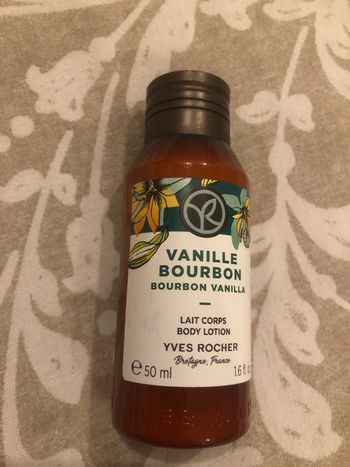 VANILLE
BOURBON
BOURBON VANILLA
LAIT CORPS
BODY LOTION
YVES ROCHER
Bretagne, France
e 50 ml 1.6 fl.